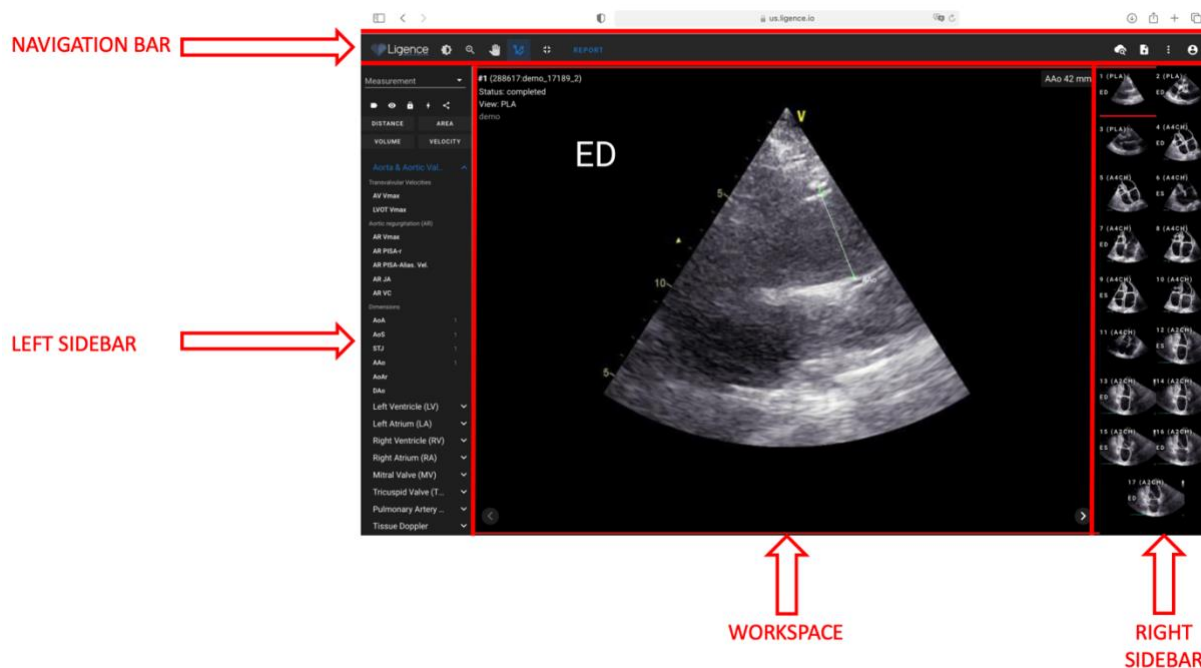 us.ligence.io
NAVIGATION BAR
Ligence
REPORT
Measurement
DISTANCE
AREA
VOLUME
VELOCITY
Aorta & Aortic Val...
Transvalvular Velocities
AV Vmax
LVOT Vmax
Aortic regurgitation (AR)
AR Vmax
AR PISA-r
AR PISA-Alias. Vel.
AR JA
AR VC
Dimensions
AoA 1
AoS 1
STJ 1
AAo 1
AoAr
DAo
Left Ventricle (LV)
Left Atrium (LA)
Right Ventricle (RV)
Right Atrium (RA)
Mitral Valve (MV)
Tricuspid Valve (T...
Pulmonary Artery ...
Tissue Doppler
LEFT SIDEBAR
#1 (288617:demo_17189_2)
Status: completed
View: PLA
demo
AAo 42 mm
V
ED
5
10
5
1 (PLA)
ED
2 (PLA)
3 (PLA)
4 (A4CH)
ED
5 (A4CH)
6 (A4CH)
ES
7 (A4CH)
ED
8 (A4CH)
9 (A4CH)
ES
10 (A4CH)
11 (A4CH)
12 (A2CH)
ES
13 (A2CH)
ED
14 (A2CH)
15 (A2CH)
ES
16 (A2CH)
17 (A2CH)
ED
WORKSPACE
RIGHT
SIDEBAR